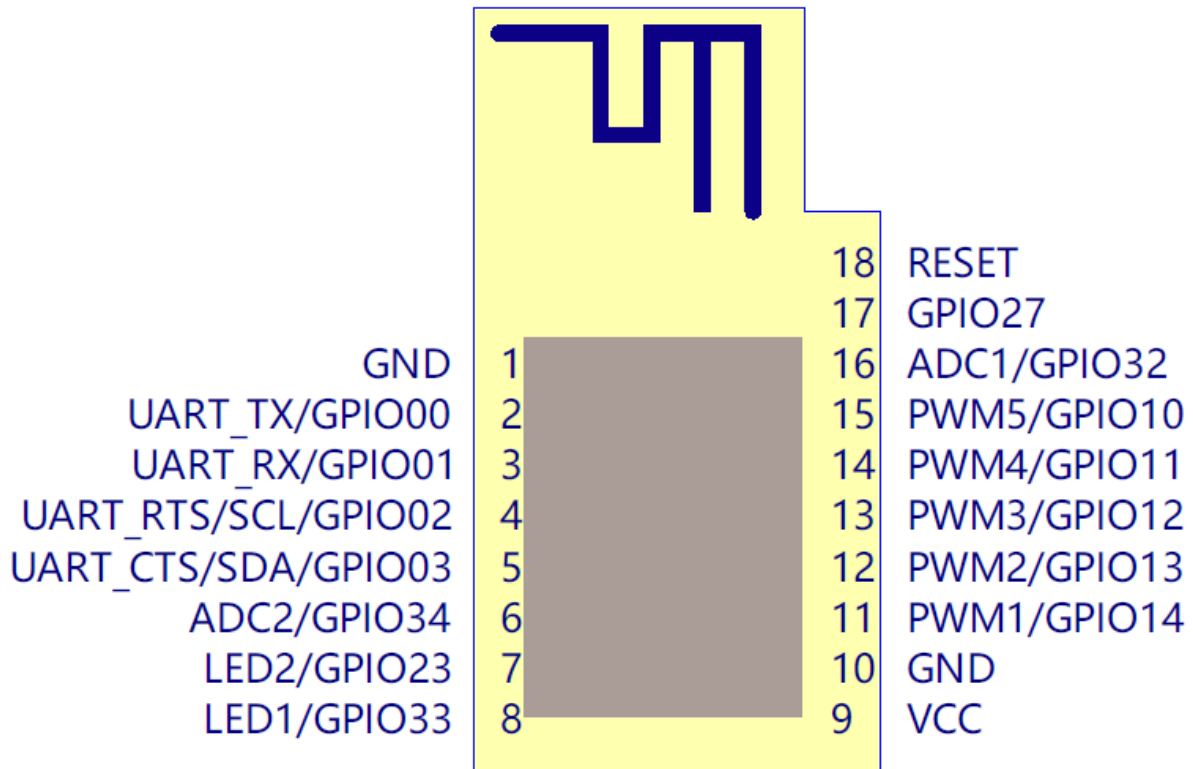 18 RESET
17 GPIO27
GND 1 16 ADC1/GPIO32
UART_TX/GPIO00 2 15 PWM5/GPIO10
UART_RX/GPIO01 3 14 PWM4/GPIO11
UART_RTS/SCL/GPIO02 4 13 PWM3/GPIO12
UART_CTS/SDA/GPIO03 5 12 PWM2/GPIO13
ADC2/GPIO34 6 11 PWM1/GPIO14
LED2/GPIO23 7 10 GND
LED1/GPIO33 8 9 VCC